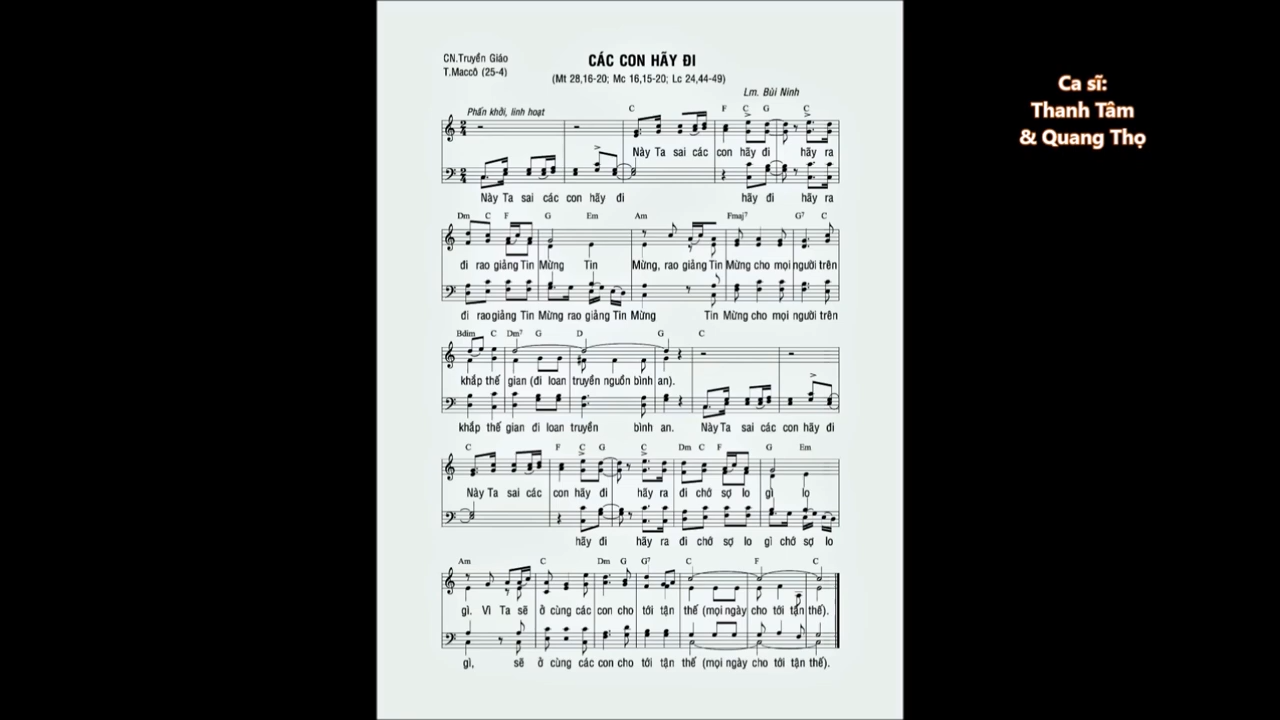 CN.Truyền Giáo
T.Maccô (25-4)
CÁC CON HÃY ĐI
(Mt 28,16-20; Mc 16,15-20; Lc 24,44-49)
Lm. Bùi Ninh
Phấn khởi, linh hoạt
C F C G C
Này Ta sai các con hãy đi hãy ra
Này Ta sai các con hãy đi hãy đi hãy ra
Dm C F G Em Am Fmaj7 G7 C
đi rao giảng Tin Mừng Tin Mừng, rao giảng Tin Mừng cho mọi người trên
đi rao giảng Tin Mừng rao giảng Tin Mừng Tin Mừng cho mọi người trên
Bdim C Dm7 G D G C
khắp thế gian (đi loan truyền nguồn bình an).
khắp thế gian đi loan truyền bình an. Này Ta sai các con hãy đi
C F C G C Dm C F G Em
Này Ta sai các con hãy đi hãy ra đi chớ sợ lo gì lo
hãy đi hãy ra đi chớ sợ lo gì chớ sợ lo
Am C Dm G G7 C F C
gì. Vì Ta sẽ ở cùng các con cho tới tận thế (mọi ngày cho tới tận thế).
gì, sẽ ở cùng các con cho tới tận thế (mọi ngày cho tới tận thế).
Ca sĩ:
Thanh Tâm
& Quang Thọ